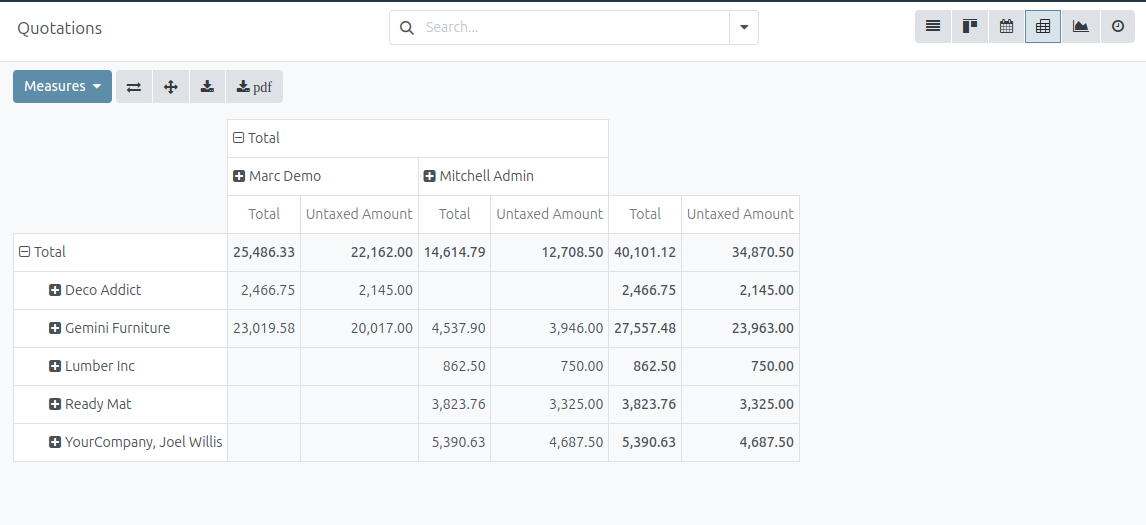 Quotations
Search...
Measures
pdf
Total
Marc Demo Mitchell Admin
Total Untaxed Amount Total Untaxed Amount Total Untaxed Amount
Total 25,486.33 22,162.00 14,614.79 12,708.50 40,101.12 34,870.50
Deco Addict 2,466.75 2,145.00 2,466.75 2,145.00
Gemini Furniture 23,019.58 20,017.00 4,537.90 3,946.00 27,557.48 23,963.00
Lumber Inc 862.50 750.00 862.50 750.00
Ready Mat 3,823.76 3,325.00 3,823.76 3,325.00
YourCompany, Joel Willis 5,390.63 4,687.50 5,390.63 4,687.50